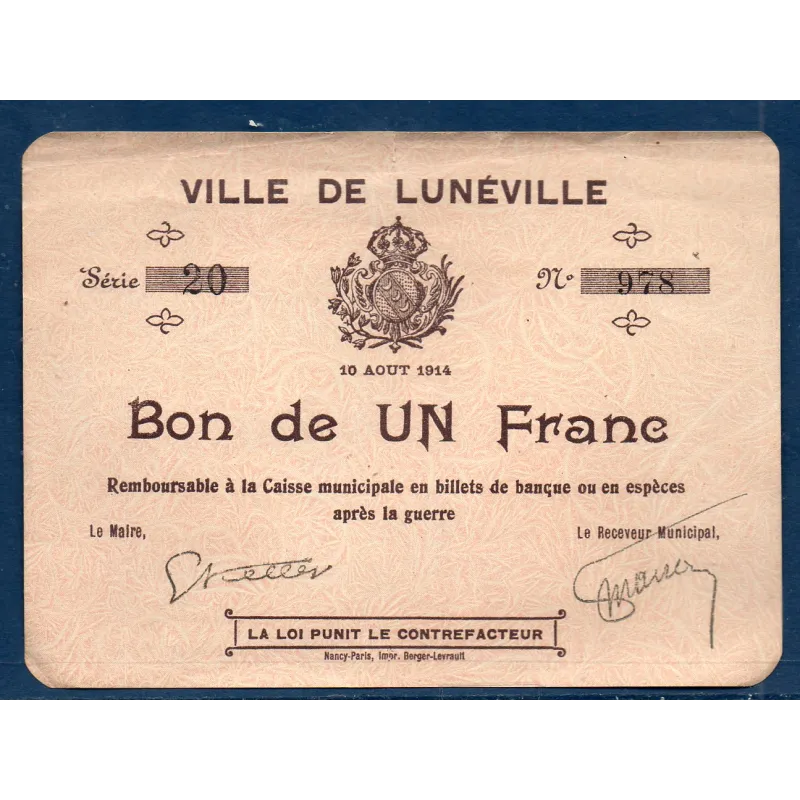 VILLE DE LUNÉVILLE
Série 20
Nº 978
10 AOUT 1914
Bon de UN Franc
Remboursable à la Caisse municipale en billets de banque ou en espèces
après la guerre
Le Maire,
Le Receveur Municipal,
LA LOI PUNIT LE CONTREFACTEUR
Nancy-Paris, Impr. Berger-Levrault